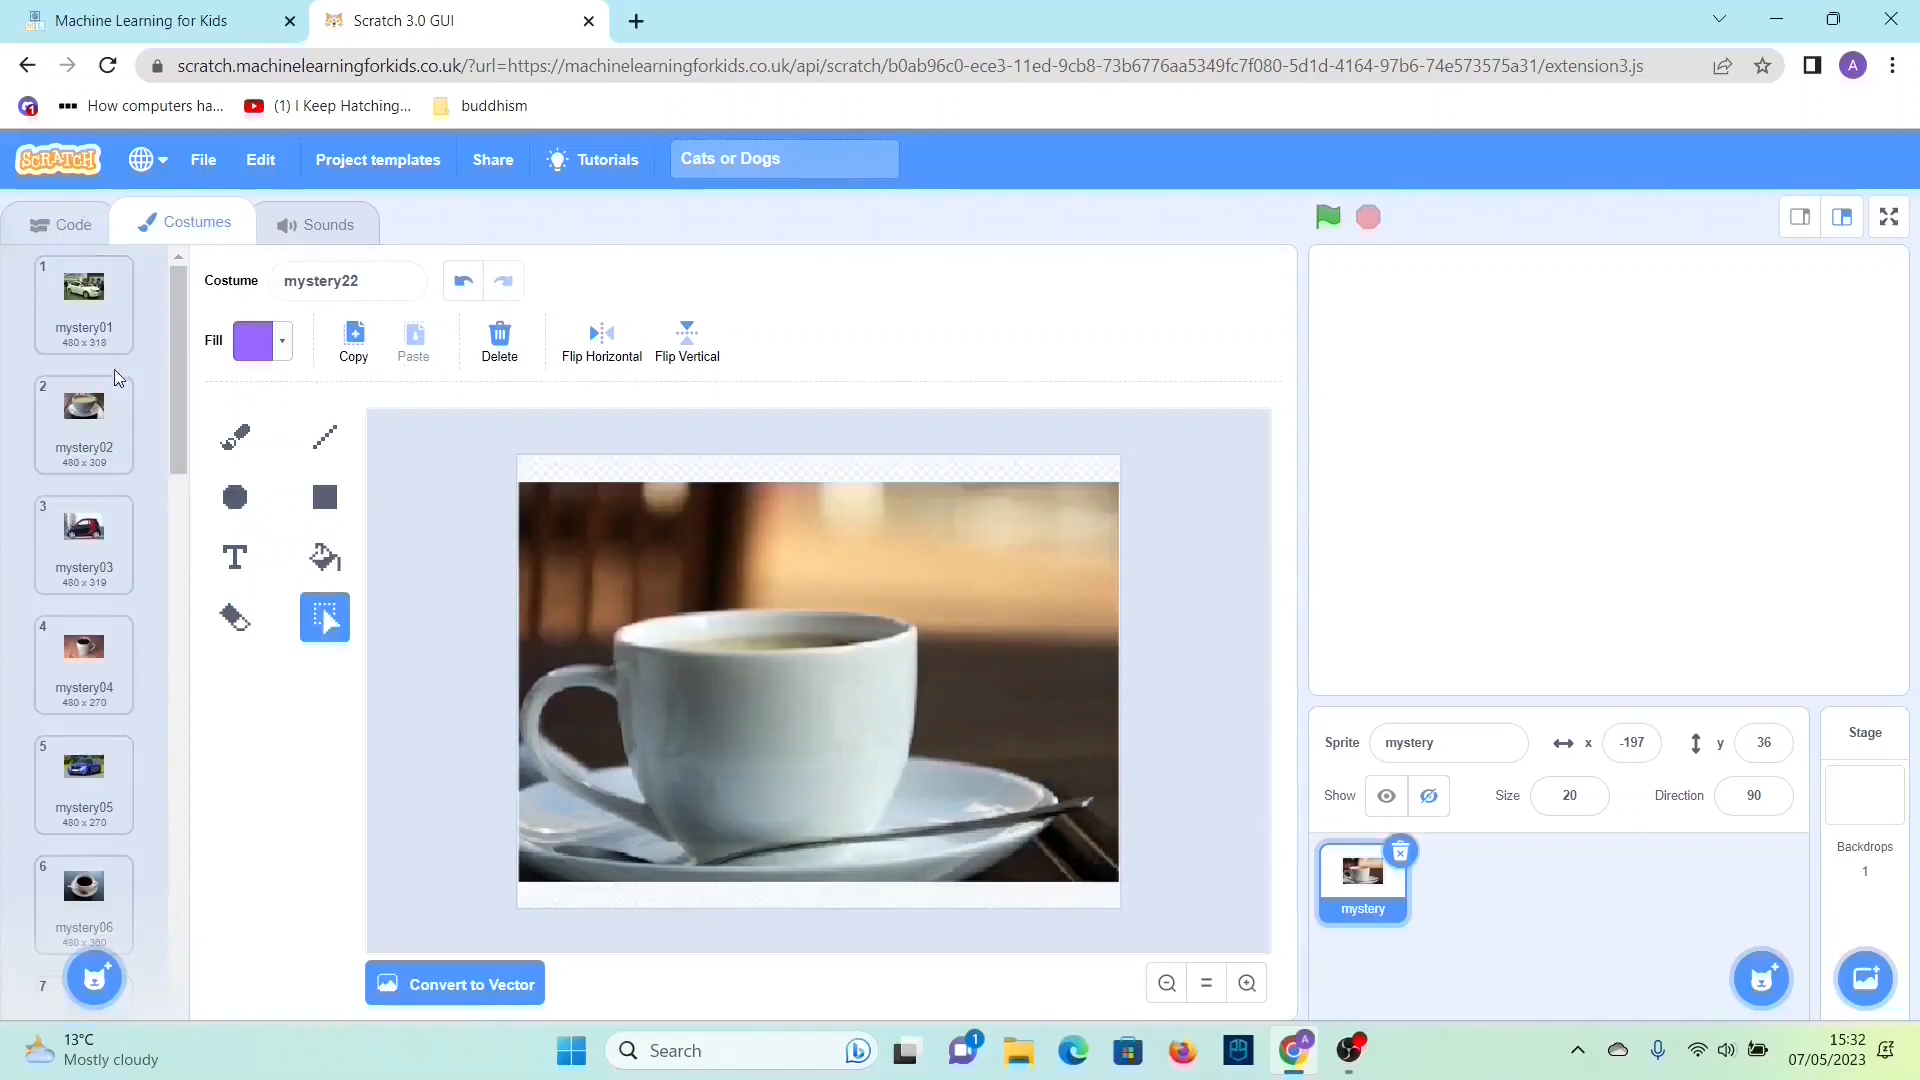 Machine Learning for Kids
Scratch 3.0 GUI
scratch.machinelearningforkids.co.uk/?url=https://machinelearningforkids.co.uk/api/scratch/b0ab96c0-ece3-11ed-9cb8-73b6776aa5349fc7f080-5d1d-4164-97b6-74e573575a31/extension3.js
A
How computers ha...
(1) I Keep Hatching...
buddhism
SCRATCH
File
Edit
Project templates
Share
Tutorials
Cats or Dogs
Code
Costumes
Sounds
1
mystery01
480 x 318
2
mystery02
480 x 309
3
mystery03
480 x 319
4
mystery04
480 x 270
5
mystery05
480 x 270
6
mystery06
480 x 360
7
Costume
mystery22
Fill
Copy
Paste
Delete
Flip Horizontal
Flip Vertical
Convert to Vector
Sprite
mystery
x
-197
y
36
Show
Size
20
Direction
90
mystery
Stage
Backdrops
1
13°C
Mostly cloudy
Search
1
A
15:32
07/05/2023